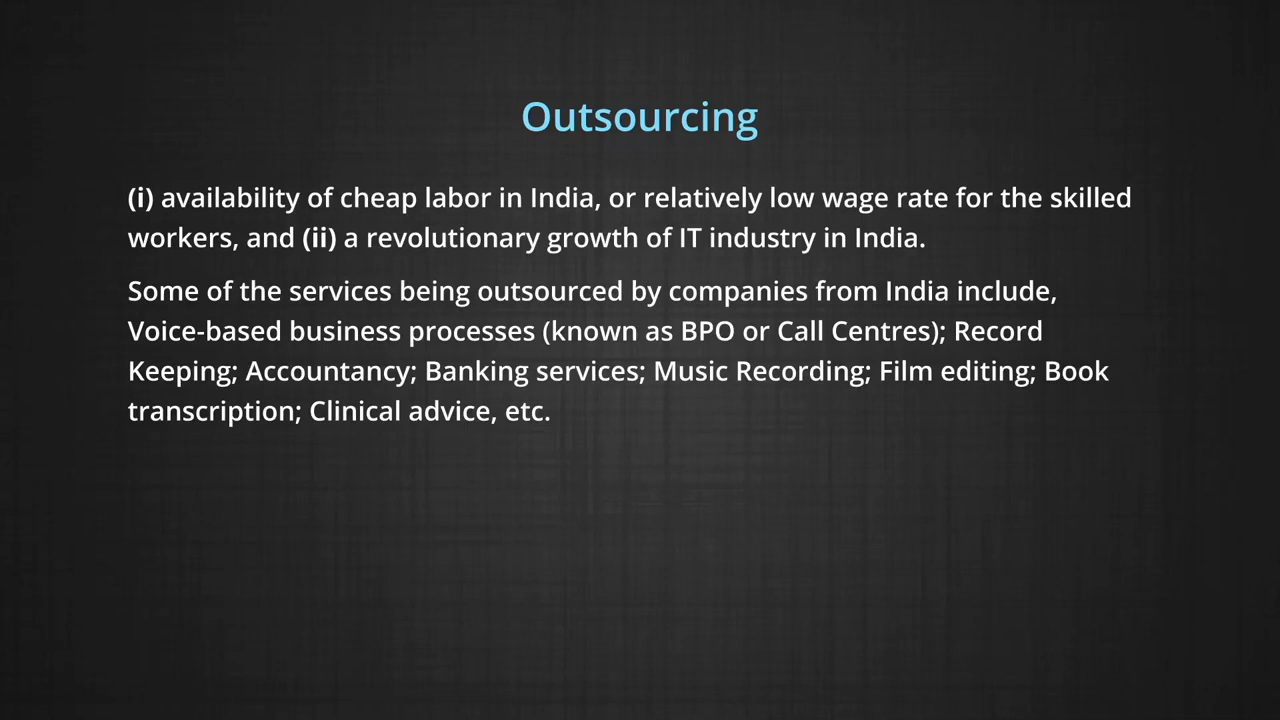 Outsourcing
(i) availability of cheap labor in India, or relatively low wage rate for the skilled
workers, and (ii) a revolutionary growth of IT industry in India.
Some of the services being outsourced by companies from India include,
Voice-based business processes (known as BPO or Call Centres); Record
Keeping; Accountancy; Banking services; Music Recording; Film editing; Book
transcription; Clinical advice, etc.